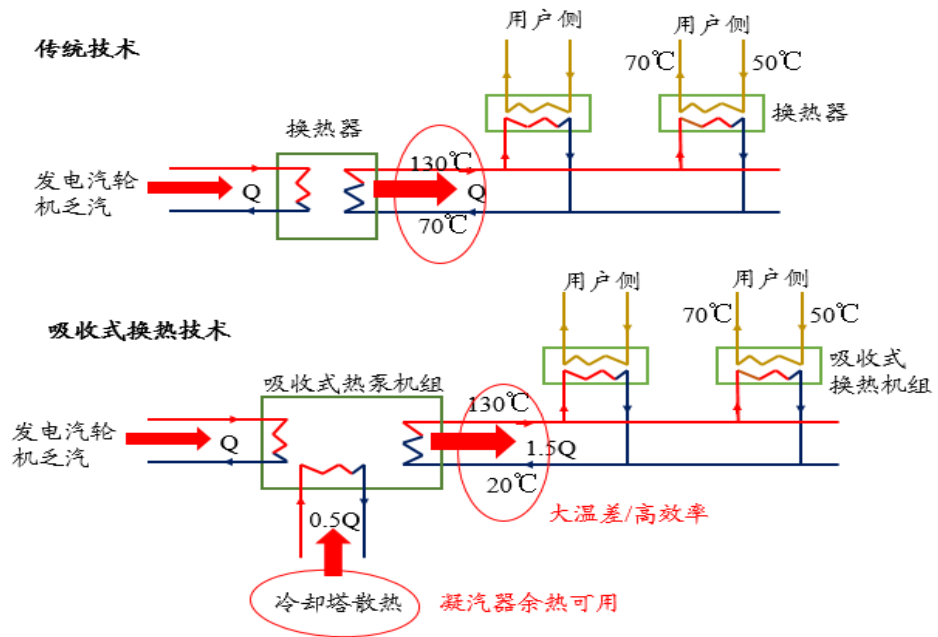 传统技术
用户侧
用户侧
70℃
50℃
换热器
换热器
130℃
发电汽轮
机乏汽
Q
Q
70℃
吸收式换热技术
用户侧
用户侧
70℃
50℃
吸收式
换热机组
吸收式热泵机组
130℃
发电汽轮
机乏汽
Q
1.5Q
20℃
大温差/高效率
0.5Q
冷却塔散热
凝汽器余热可用